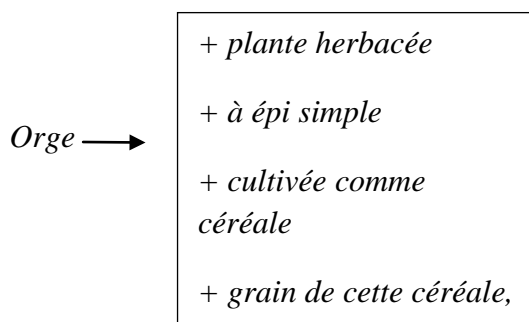 + plante herbacée
+ à épi simple
Orge
+ cultivée comme
céréale
+ grain de cette céréale,